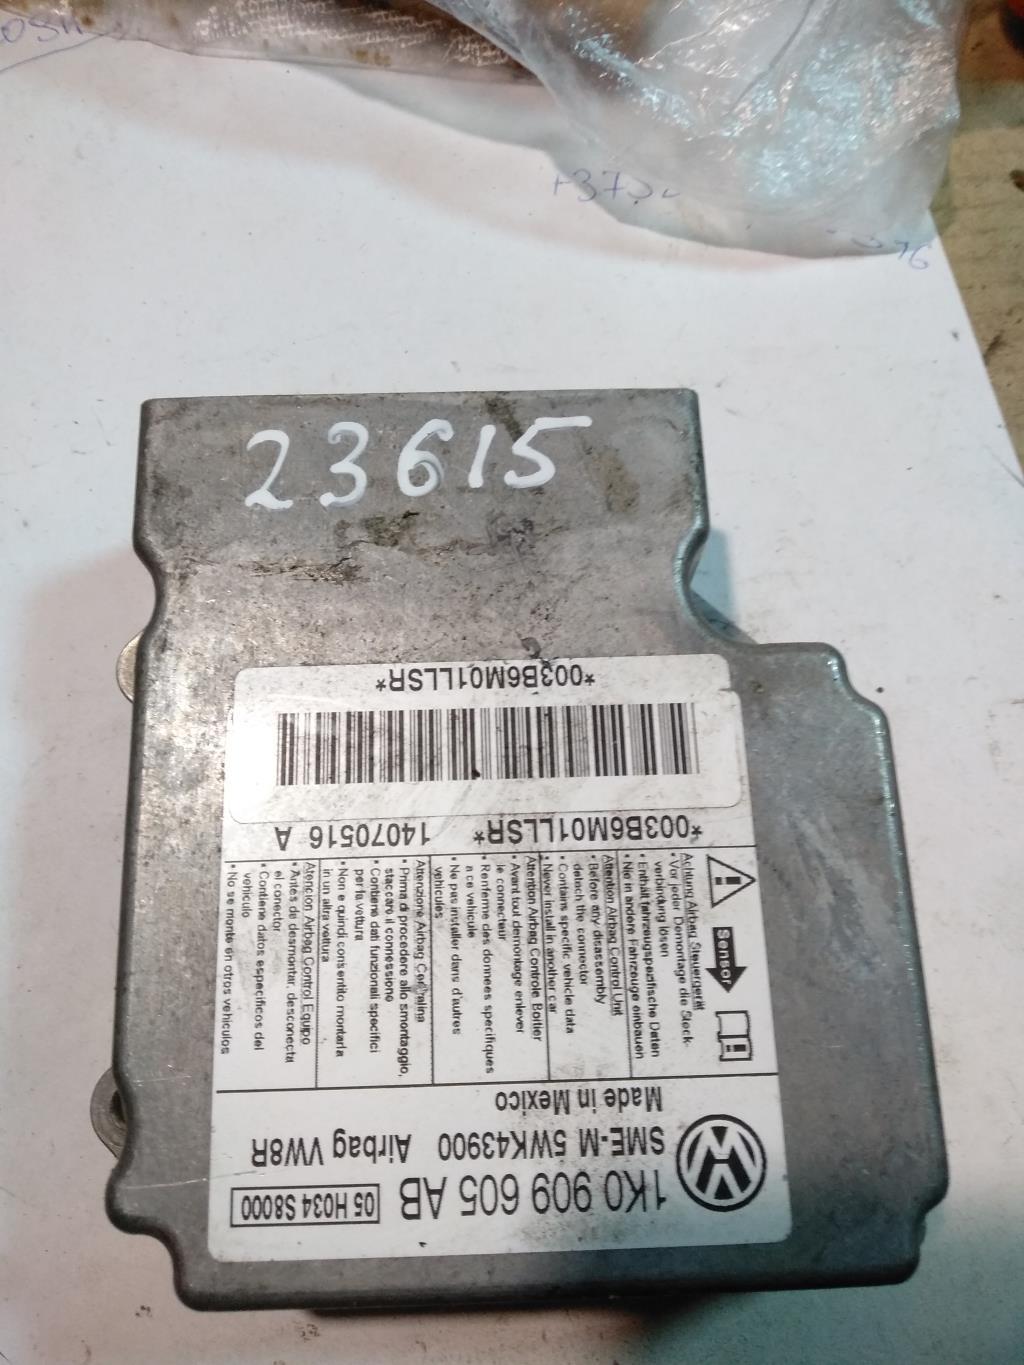 23615
1K0 909 605 AB
05 H034 S8000
SME-M 5WK43900 Airbag VW8R
Made in Mexico
Sensor
Achtung Airbag Steuergerät
• Vor jeder Demontage die Steck-
verbindung lösen
• Enthält fahrzeugspezifische Daten
• Nie in andere Fahrzeuge einbauen
Attention Airbag Control Unit
• Before any disassembly
detach the connector
• Contains specific vehicle data
• Never install in another car
Attention Airbag Controle Boitier
• Avant tout demontage enlever
le connecteur
• Renferme des donnees specifiques
a ce vehicule
• Ne pas installer dans d'autres
vehicules
Attenzione Airbag Centralina
• Prima di procedere allo smontaggio,
staccare il connessione
• Contiene dati funzionali specifici
per la vettura
• Non e quindi consentito montarla
in un altra vettura
Atencion Airbag Control Equipo
• Antes de desmontar, desconecta
el conector
• Contiene datos especificos del
vehiculo
• No se monte en otros vehiculos
*003B6M01LLSR* 14070516 A
*003B6M01LLSR*